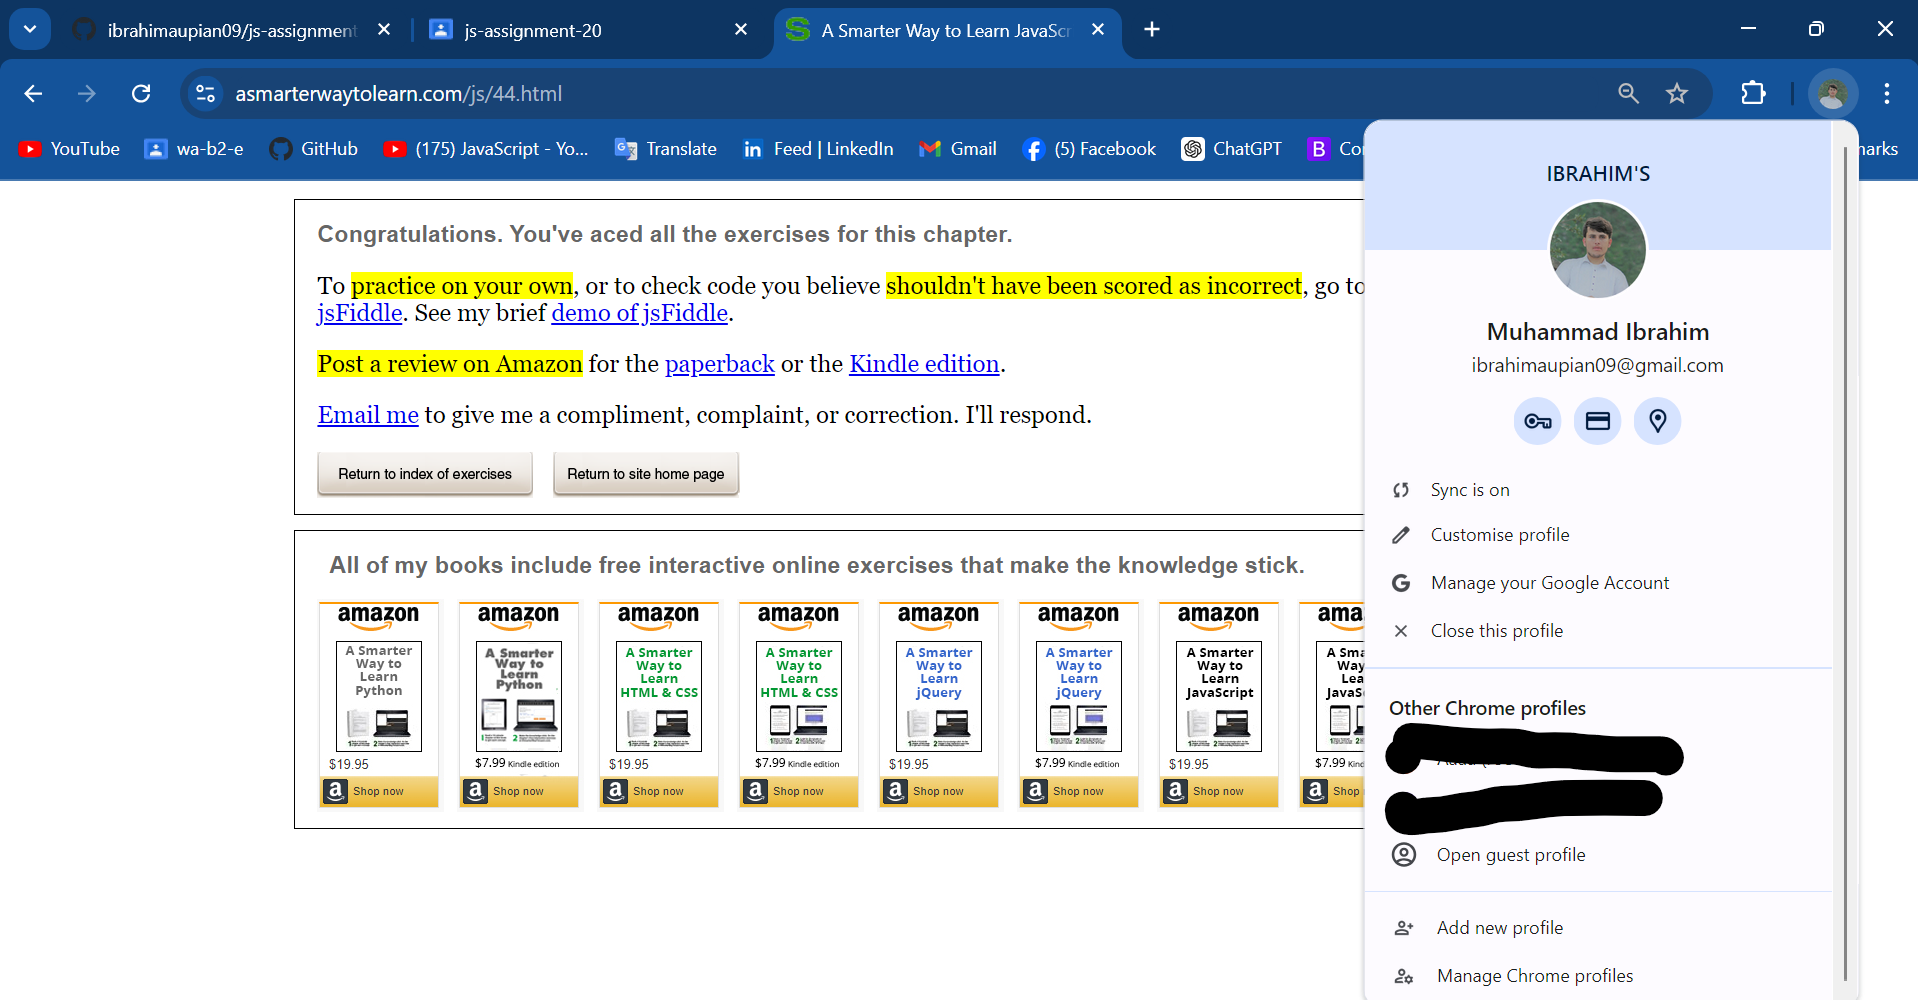 ibrahimaupian09/js-assignment
js-assignment-20
A Smarter Way to Learn JavaScr
asmarterwaytolearn.com/js/44.html
YouTube
wa-b2-e
GitHub
(175) JavaScript - Yo...
Translate
Feed | LinkedIn
Gmail
(5) Facebook
ChatGPT
B
Co
Congratulations. You've aced all the exercises for this chapter.
To practice on your own, or to check code you believe shouldn't have been scored as incorrect, go to
jsFiddle. See my brief demo of jsFiddle.
Post a review on Amazon for the paperback or the Kindle edition.
Email me to give me a compliment, complaint, or correction. I'll respond.
Return to index of exercises
Return to site home page
All of my books include free interactive online exercises that make the knowledge stick.
amazon
A Smarter
Way to
Learn
Python
$19.95
Shop now
amazon
A Smarter
Way to
Learn
Python
$7.99 Kindle edition
Shop now
amazon
A Smarter
Way to
Learn
HTML & CSS
$19.95
Shop now
amazon
A Smarter
Way to
Learn
HTML & CSS
$7.99 Kindle edition
Shop now
amazon
A Smarter
Way to
Learn
jQuery
$19.95
Shop now
amazon
A Smarter
Way to
Learn
jQuery
$7.99 Kindle edition
Shop now
amazon
A Smarter
Way to
Learn
JavaScript
$19.95
Shop now
ama
A Sma
Way
Lea
JavaS
$7.99 Kind
Shop
IBRAHIM'S
Muhammad Ibrahim
ibrahimaupian09@gmail.com
Sync is on
Customise profile
Manage your Google Account
Close this profile
Other Chrome profiles
Open guest profile
Add new profile
Manage Chrome profiles